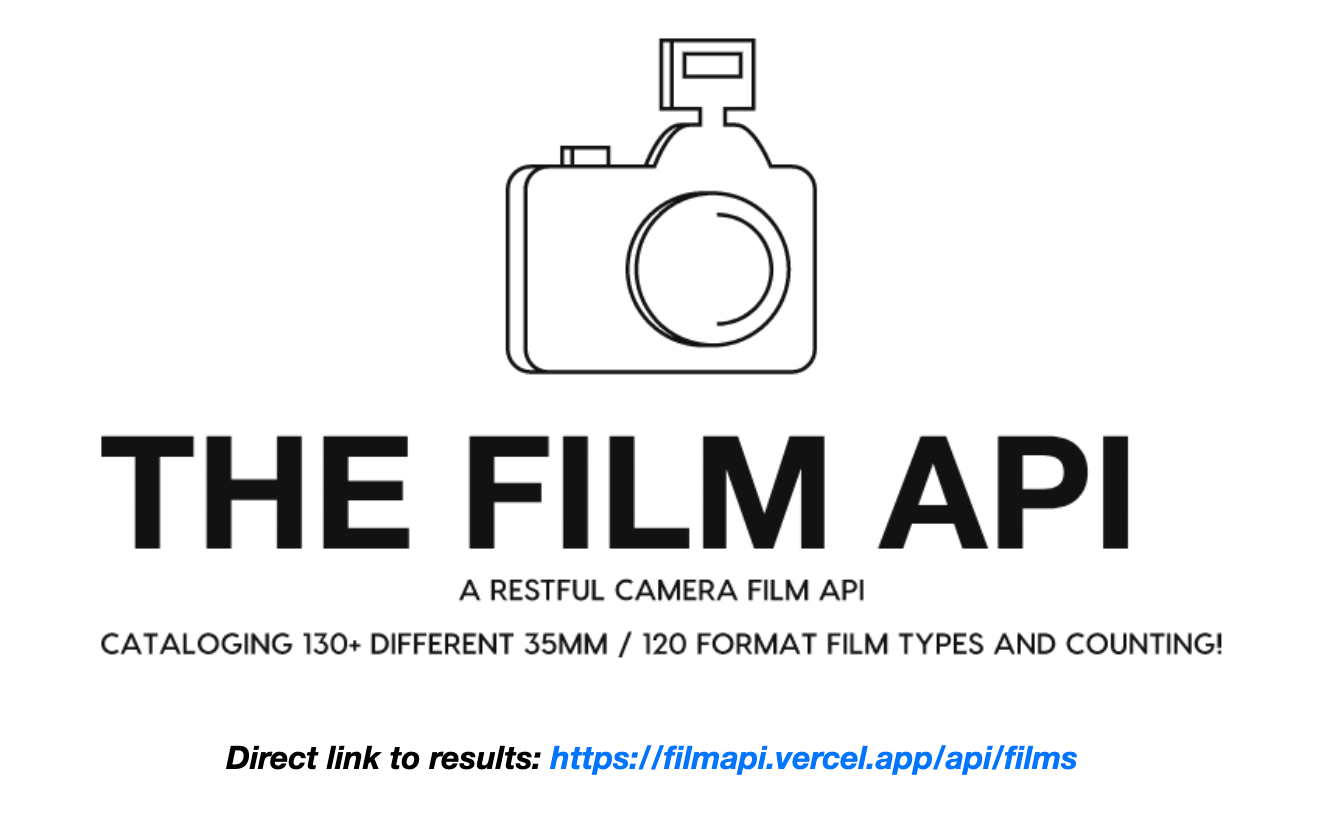 THE FILM API
A RESTFUL CAMERA FILM API
CATALOGING 130+ DIFFERENT 35MM / 120 FORMAT FILM TYPES AND COUNTING!
Direct link to results: https://filmapi.vercel.app/api/films